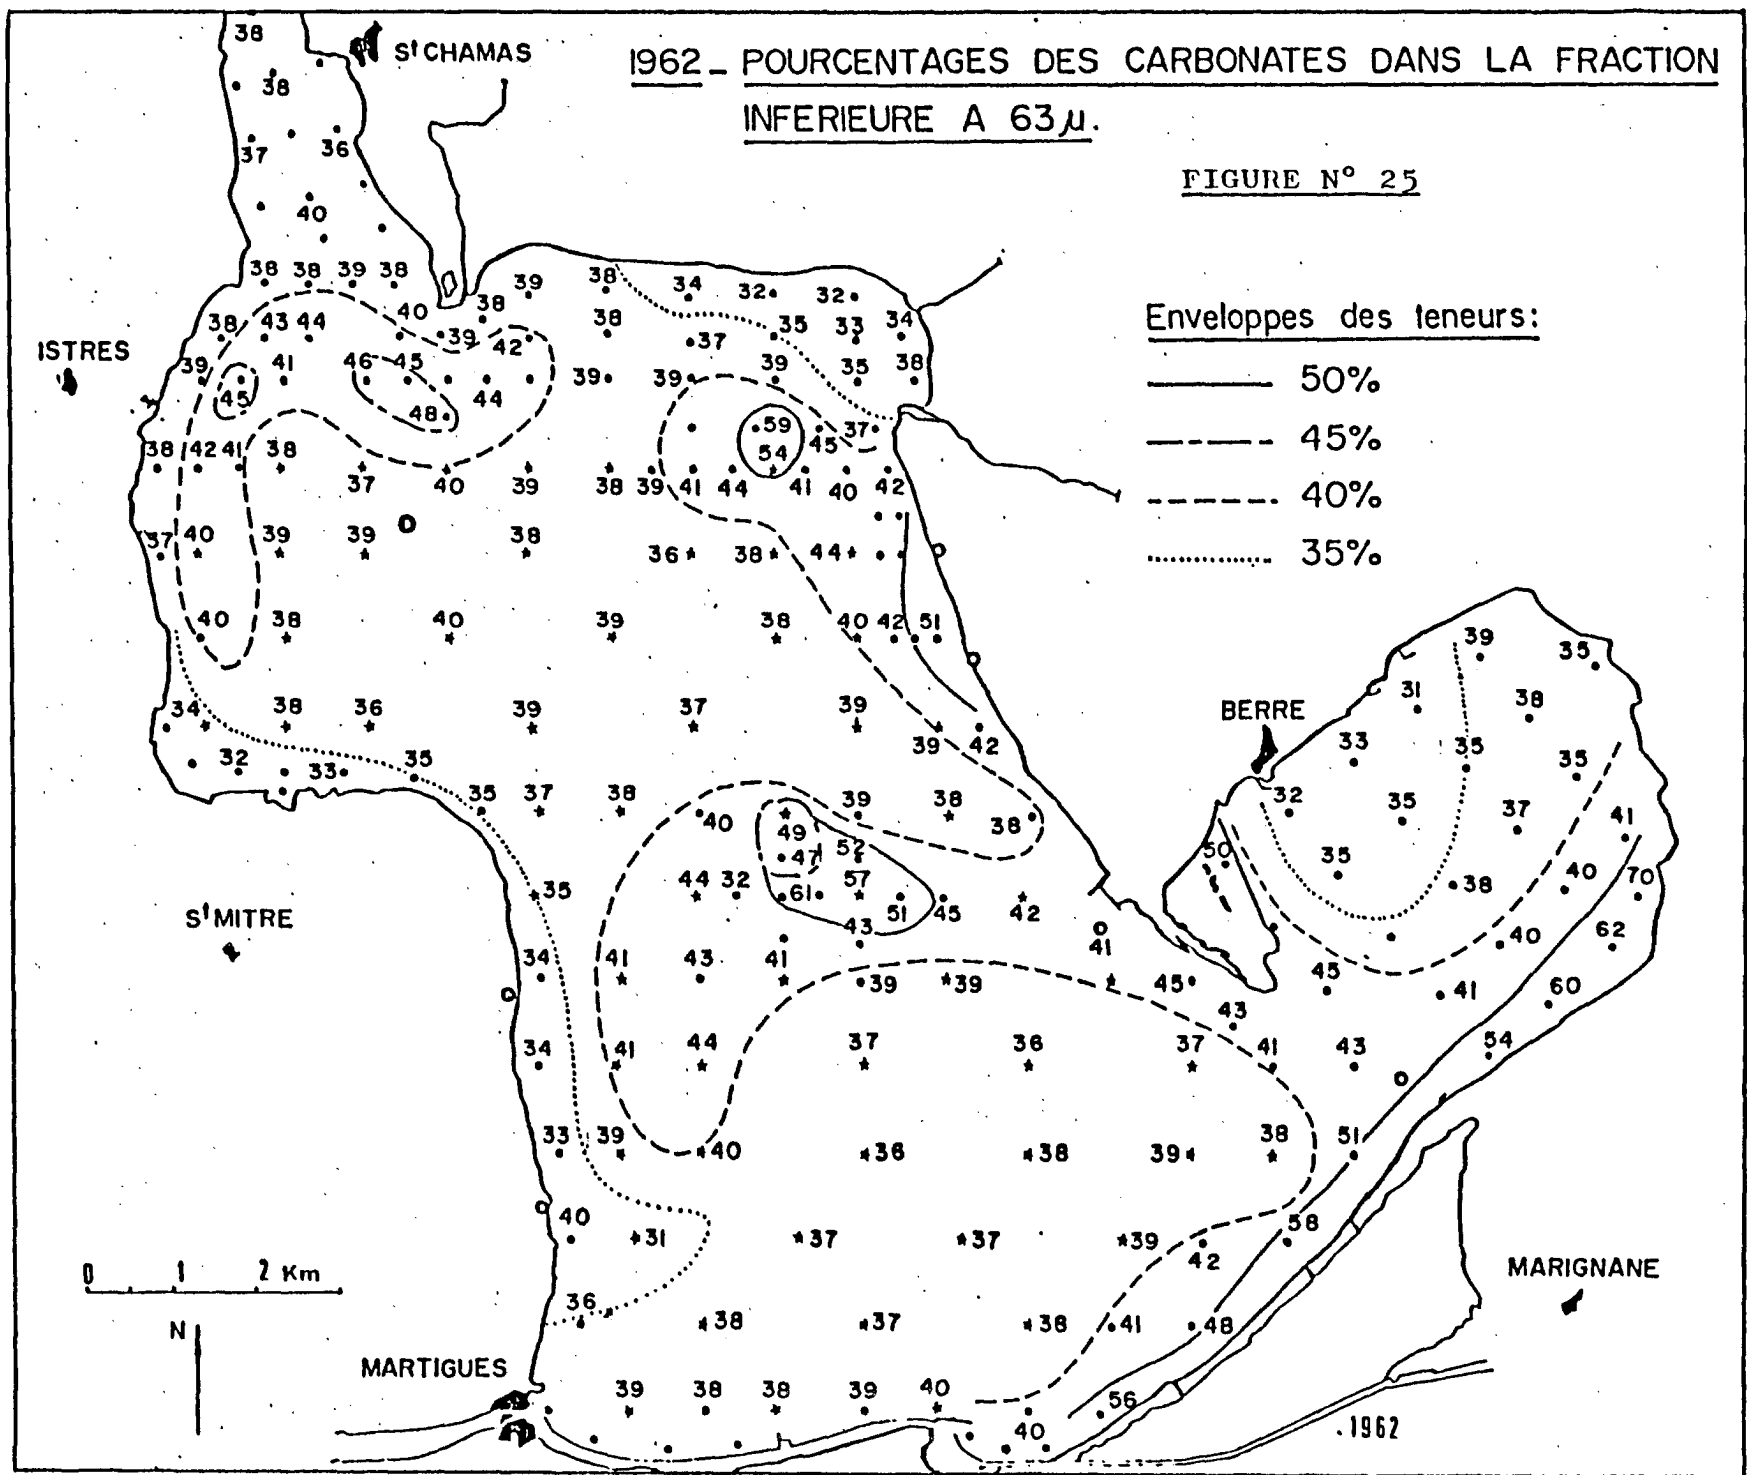 1962_ POURCENTAGES DES CARBONATES DANS LA FRACTION
INFERIEURE A 63μ.
FIGURE N° 25
Enveloppes des teneurs:
50%
45%
40%
35%
38
St CHAMAS
38
37 36
40
38 38 39 38
39 38 34 32 32
40 38
38 43 44 39 42 38 37 35 33 34
ISTRES
39 41 46 45 39 39 39 35 38
45 48 44
59 45 37
38 42 41 38 54
37 40 39 38 39 41 44 41 40 42
37 40 39 39 38 36 38 44
40 38 40 39 38 40 42 51
39 35
31 38
34 38 36 39 37 39
BERRE
39 42
33 35 35
32 33 35
35 37 38 40 39 38 38
32 35 37 41
49
47 52
50 35
35 44 32 61 57 51 45 42
38 40 70
St MITRE
43
41
40 62
34 41 43 41 39 39 45 45 41 60
43
34 41 44 37 36 37 41 43 54
33 39 40 36 38 39 38 51
40 31 37 37 39 42 58
0 1 2 Km
MARIGNANE
36 38 37 38 41 48
N
MARTIGUES
39 38 38 39 40
56
40
.1962